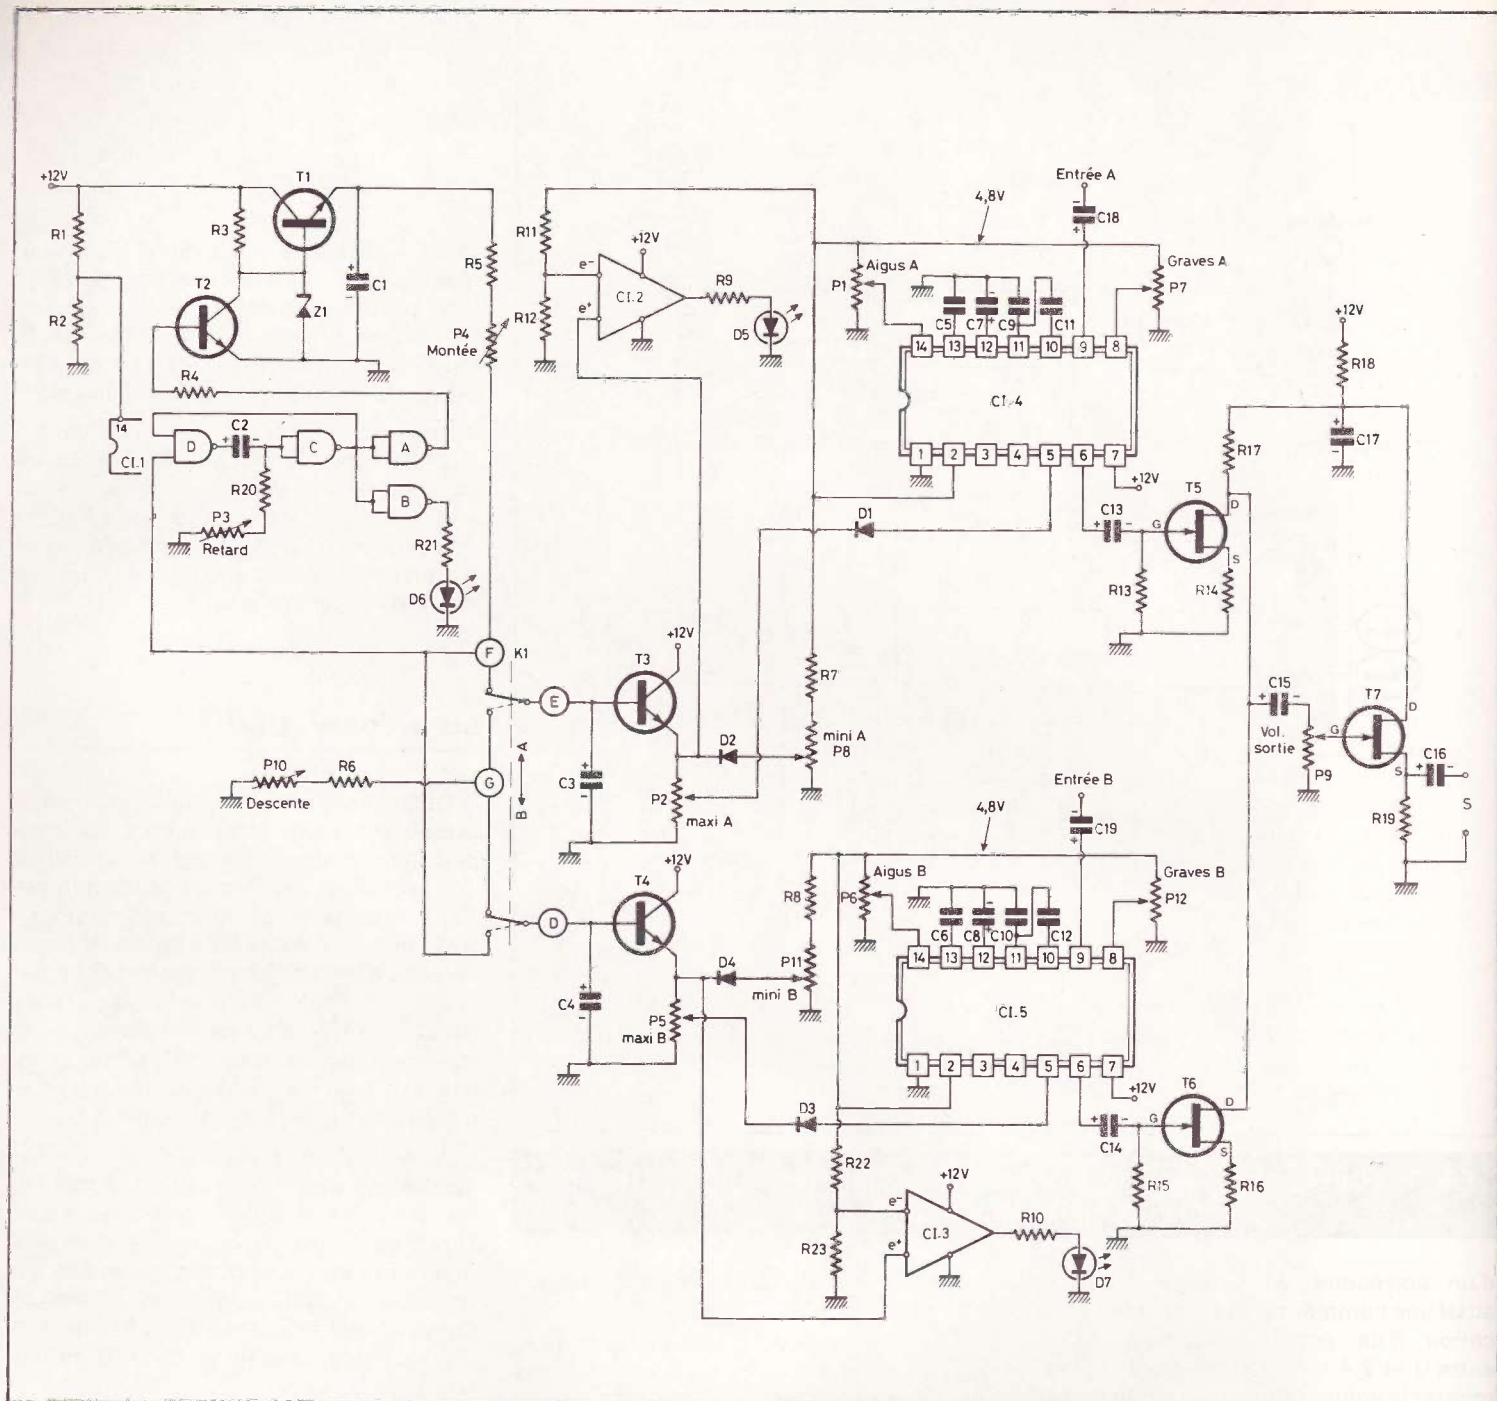 +12V
T1
R1
R3
T2
Z1
+
-
C1
R2
R4
R5
P4
Montée
14
CI.1
D
+
C2
-
C
A
B
R20
P3
Retard
R21
D6
F
K1
E
G
D
P10
R6
Descente
A
B
R11
R12
e-
e+
+12V
CI.2
R9
D5
4,8V
Entrée A
-
C18
+
Aigus A
P1
Graves A
P7
C5
-
C7
+
C9
C11
14
13
12
11
10
9
8
CI.4
1
2
3
4
5
6
7
+12V
D1
C13
+
-
T5
G
D
S
R13
R14
R17
+12V
R18
+
C17
-
T3
+12V
+
C3
-
D2
R7
mini A
P8
P2
maxi A
C15
+
-
Vol.
sortie
P9
T7
G
D
S
C16
+
-
S
R19
T4
+12V
+
C4
-
D4
R8
P11
mini B
P5
maxi B
4,8V
Entrée B
-
C19
+
Aigus B
P6
Graves B
P12
C6
-
C8
+
C10
C12
14
13
12
11
10
9
8
CI.5
1
2
3
4
5
6
7
+12V
D3
C14
+
-
T6
G
D
S
R15
R16
R22
R23
e-
e+
+12V
CI.3
R10
D7